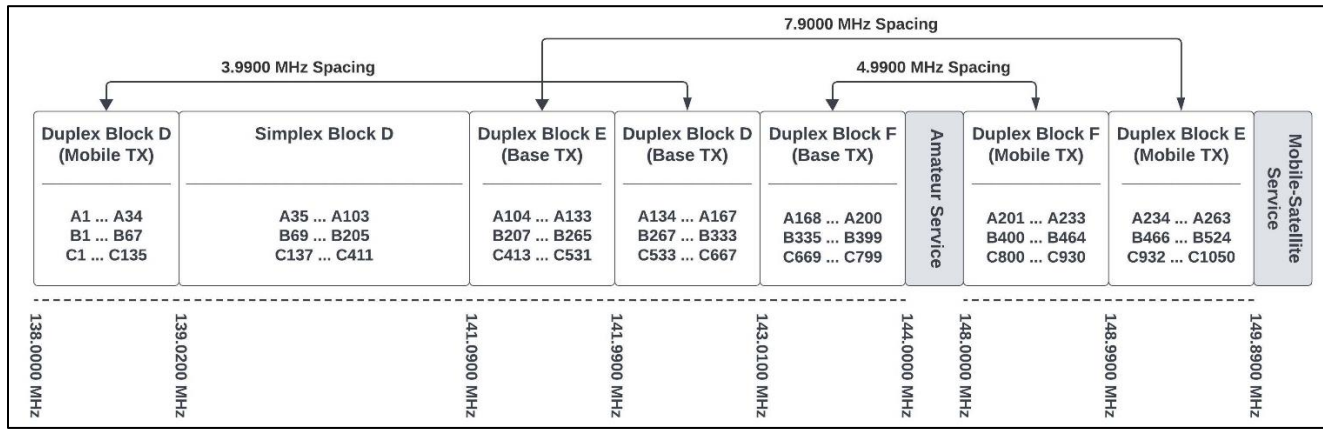 7.9000 MHz Spacing
3.9900 MHz Spacing
4.9900 MHz Spacing
Duplex Block D
(Mobile TX)
A1 ... A34
B1 ... B67
C1 ... C135
Simplex Block D
A35 ... A103
B69 ... B205
C137 ... C411
Duplex Block E
(Base TX)
A104 ... A133
B207 ... B265
C413 ... C531
Duplex Block D
(Base TX)
A134 ... A167
B267 ... B333
C533 ... C667
Duplex Block F
(Base TX)
A168 ... A200
B335 ... B399
C669 ... C799
Amateur Service
Duplex Block F
(Mobile TX)
A201 ... A233
B400 ... B464
C800 ... C930
Duplex Block E
(Mobile TX)
A234 ... A263
B466 ... B524
C932 ... C1050
Mobile-Satellite
Service
138.0000 MHz
139.0200 MHz
141.0900 MHz
141.9900 MHz
143.0100 MHz
144.0000 MHz
148.0000 MHz
148.9900 MHz
149.8900 MHz